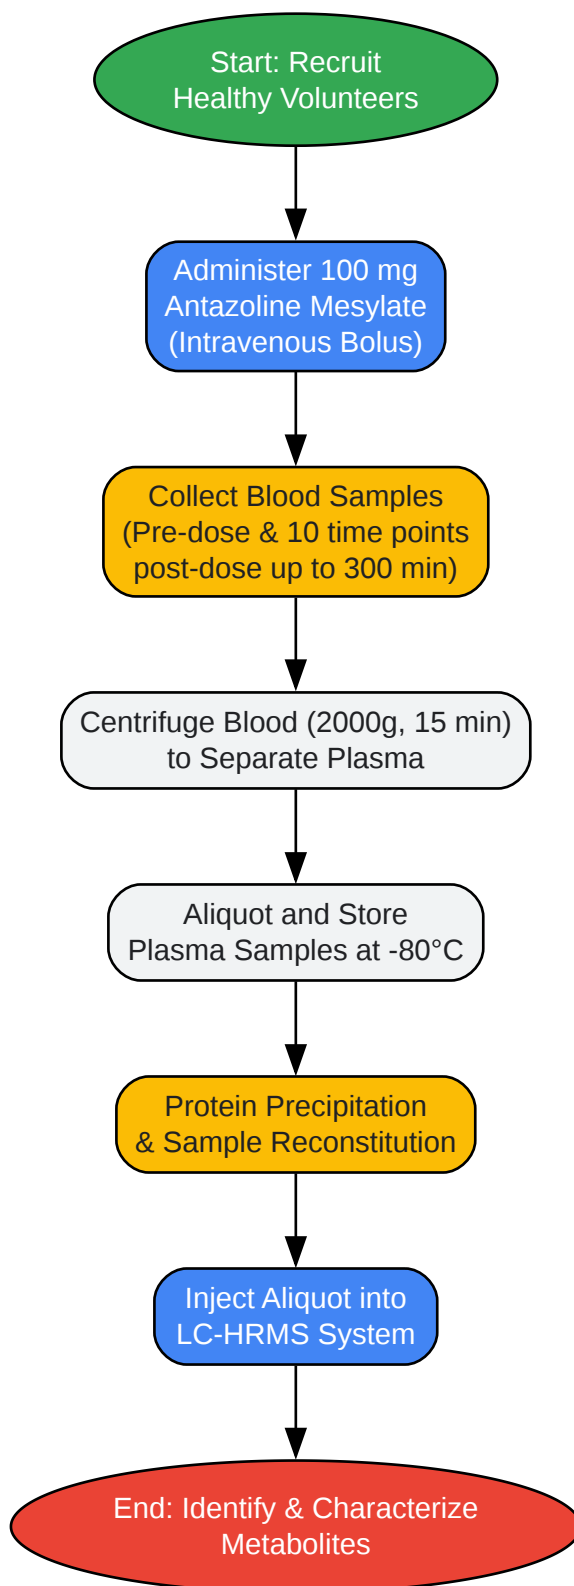 Start: Recruit
Healthy Volunteers
Administer 100 mg
Antazoline Mesylate
(Intravenous Bolus)
Collect Blood Samples
(Pre-dose & 10 time points
post-dose up to 300 min)
Centrifuge Blood (2000g, 15 min)
to Separate Plasma
Aliquot and Store
Plasma Samples at -80°C
Protein Precipitation
& Sample Reconstitution
Inject Aliquot into
LC-HRMS System
End: Identify & Characterize
Metabolites